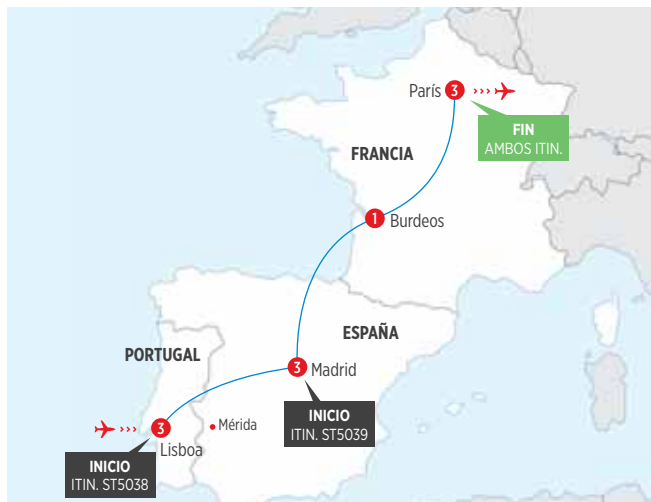 París 3
FIN
AMBOS ITIN.
FRANCIA
1 Burdeos
ESPAÑA
PORTUGAL
3 Madrid
INICIO
ITIN. ST5039
Mérida
3
Lisboa
INICIO
ITIN. ST5038